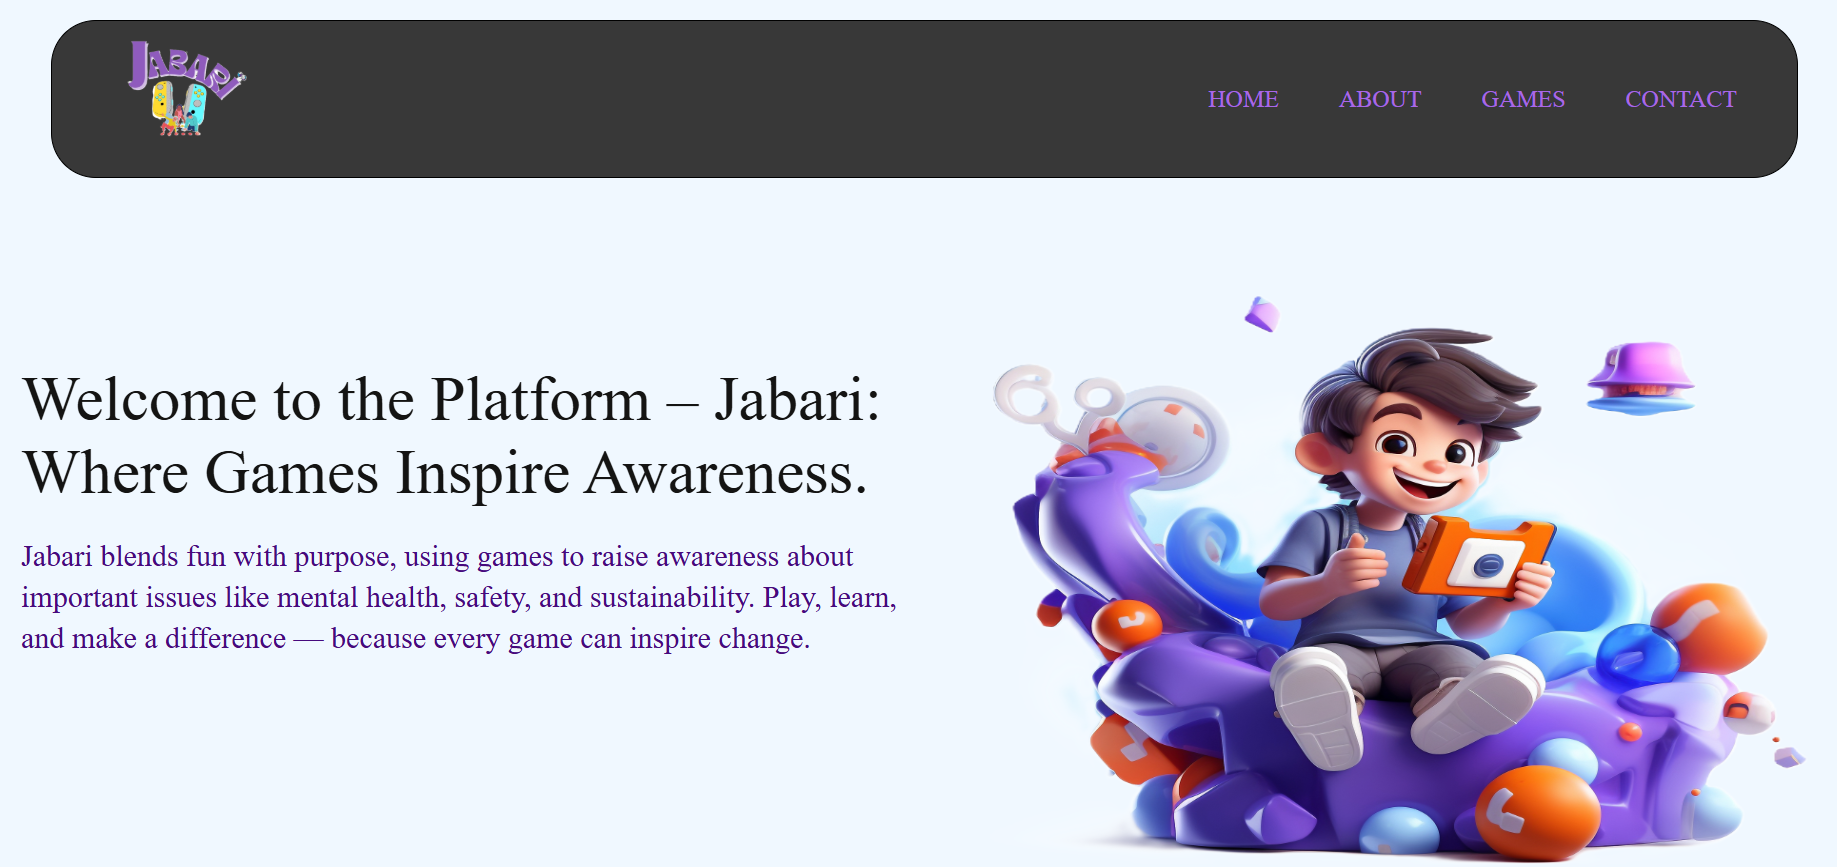 JABARI
HOME ABOUT GAMES CONTACT
Welcome to the Platform – Jabari:
Where Games Inspire Awareness.
Jabari blends fun with purpose, using games to raise awareness about
important issues like mental health, safety, and sustainability. Play, learn,
and make a difference — because every game can inspire change.